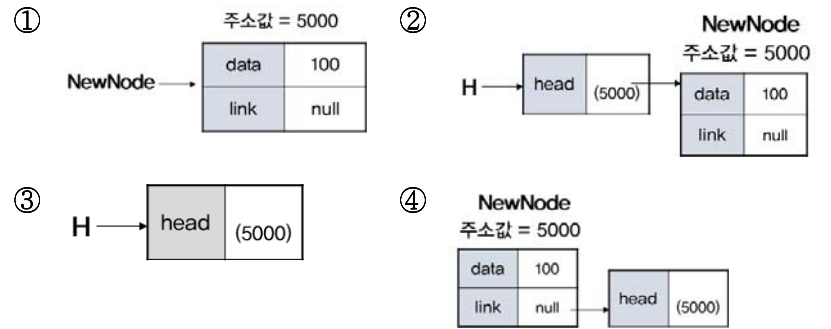 ① 주소값 = 5000
NewNode
data 100
link null
② NewNode
주소값 = 5000
H head (5000)
data 100
link null
③ H head (5000)
④ NewNode
주소값 = 5000
data 100
link null
head (5000)